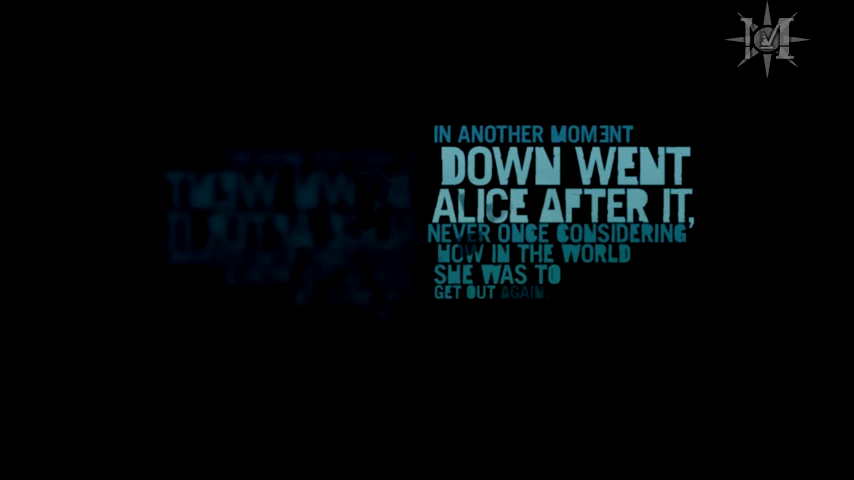 IN ANOTHER MOMENT
DOWN WENT
ALICE AFTER IT,
NEVER ONCE CONSIDERING
HOW IN THE WORLD
SHE WAS TO
GET OUT AGAIN.
M